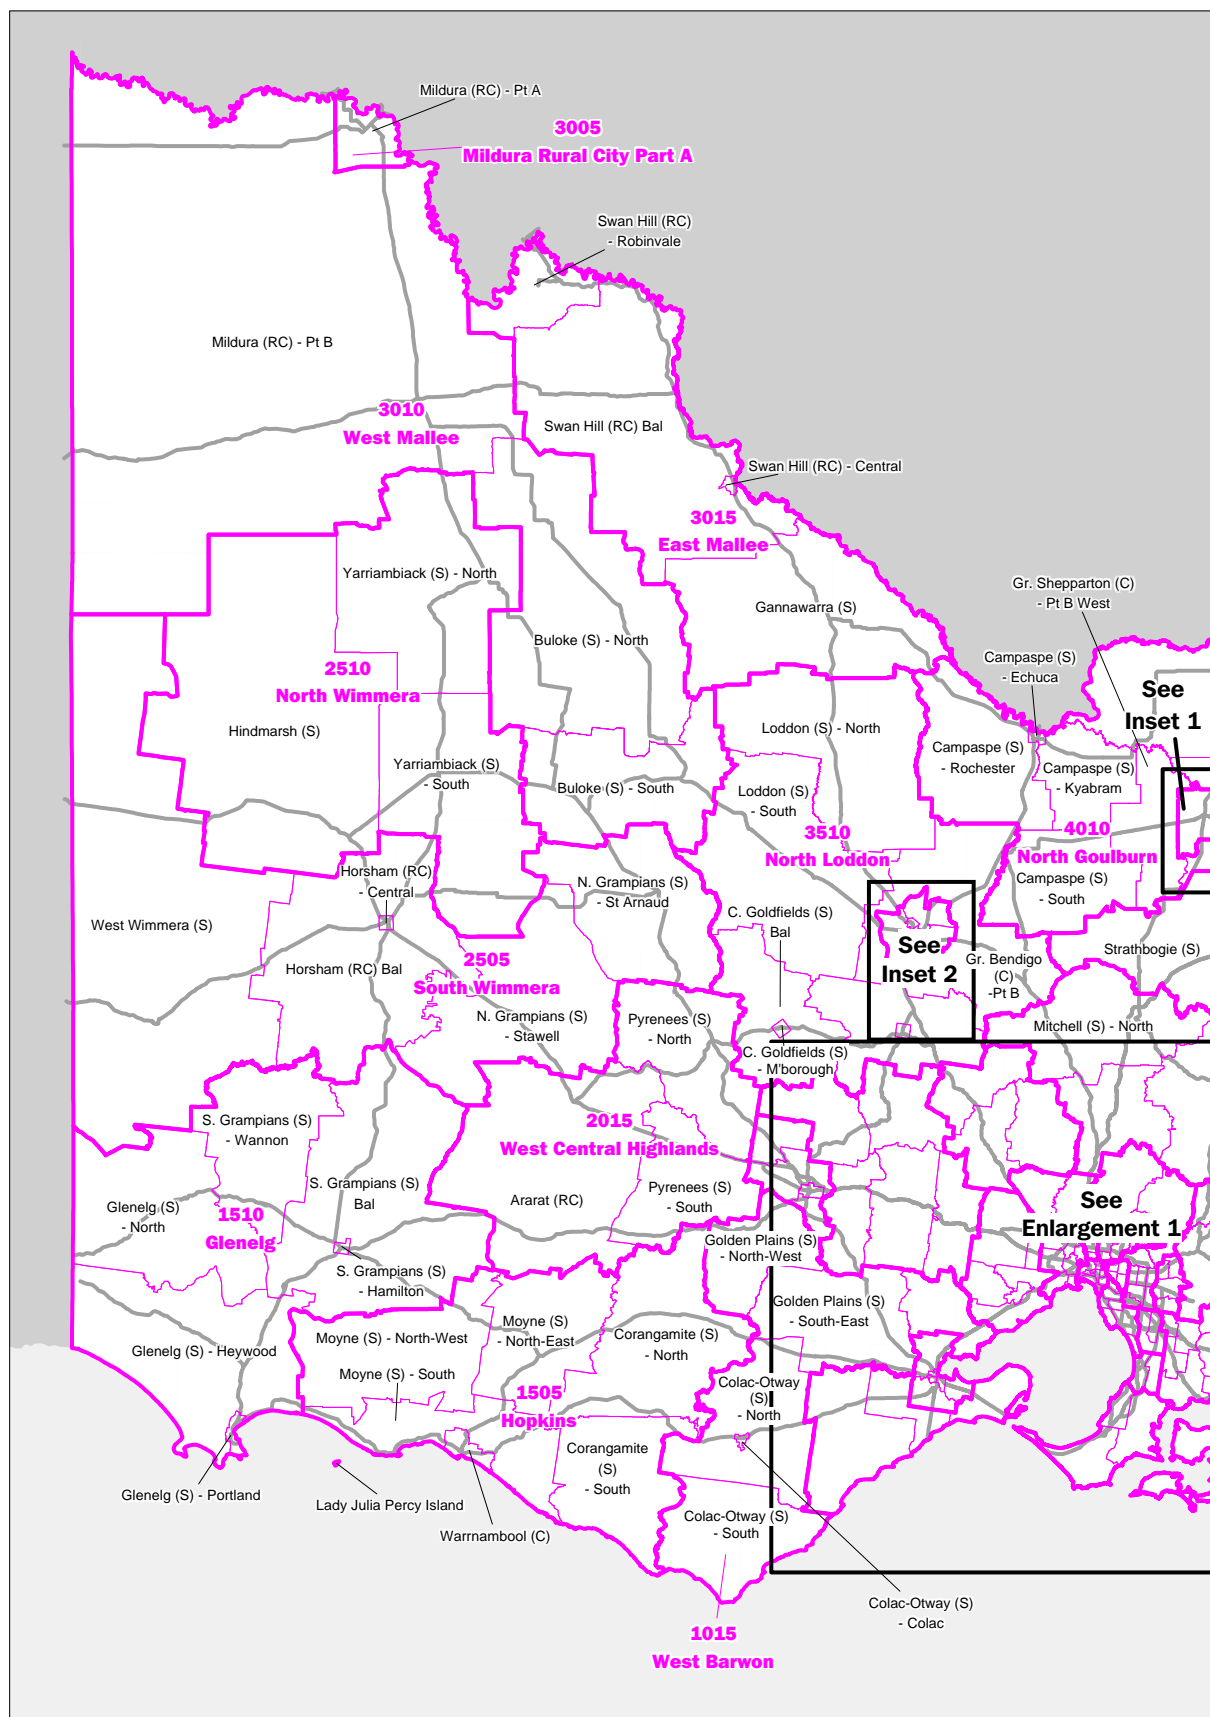 Mildura (RC) - Pt A
3005
Mildura Rural City Part A
Swan Hill (RC)
- Robinvale
Mildura (RC) - Pt B
3010
West Mallee
Swan Hill (RC) Bal
Swan Hill (RC) - Central
3015
East Mallee
Yarriambiack (S) - North
Gr. Shepparton (C)
- Pt B West
Gannawarra (S)
Buloke (S) - North
Campaspe (S)
- Echuca
2510
North Wimmera
See
Inset 1
Hindmarsh (S)
Loddon (S) - North
Campaspe (S)
- Rochester
Yarriambiack (S)
- South
Campaspe (S)
- Kyabram
Buloke (S) - South
Loddon (S)
- South
3510
North Loddon
4010
North Goulburn
Horsham (RC)
- Central
N. Grampians (S)
- St Arnaud
Campaspe (S)
- South
West Wimmera (S)
C. Goldfields (S)
Bal
See
Inset 2
Strathbogie (S)
Gr. Bendigo
(C)
-Pt B
Horsham (RC) Bal
2505
South Wimmera
N. Grampians (S)
- Stawell
Pyrenees (S)
- North
Mitchell (S) - North
C. Goldfields (S)
- M'borough
S. Grampians (S)
- Wannon
2015
West Central Highlands
S. Grampians (S)
Bal
Ararat (RC)
Pyrenees (S)
- South
See
Enlargement 1
Glenelg (S)
- North
1510
Glenelg
Golden Plains (S)
- North-West
S. Grampians (S)
- Hamilton
Golden Plains (S)
- South-East
Moyne (S)
- North-East
Moyne (S) - North-West
Corangamite (S)
- North
Glenelg (S) - Heywood
Moyne (S) - South
Colac-Otway
(S)
- North
1505
Hopkins
Corangamite
(S)
- South
Glenelg (S) - Portland
Lady Julia Percy Island
Warrnambool (C)
Colac-Otway (S)
- South
Colac-Otway (S)
- Colac
1015
West Barwon